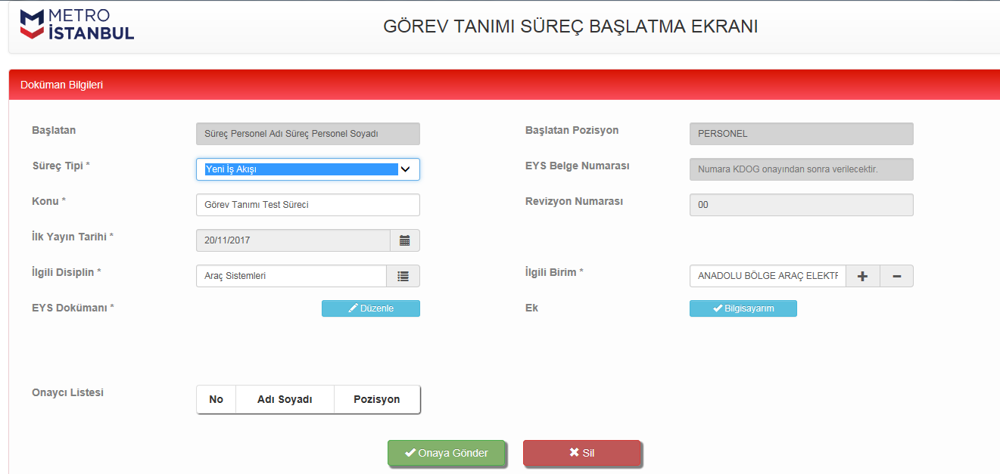 METRO
İSTANBUL
GÖREV TANIMI SÜREÇ BAŞLATMA EKRANI
Doküman Bilgileri
Başlatan
Süreç Personel Adı Süreç Personel Soyadı
Başlatan Pozisyon
PERSONEL
Süreç Tipi *
Yeni İş Akışı
EYS Belge Numarası
Numara KDOG onayından sonra verilecektir.
Konu *
Görev Tanımı Test Süreci
Revizyon Numarası
00
İlk Yayın Tarihi *
20/11/2017
İlgili Disiplin *
Araç Sistemleri
İlgili Birim *
ANADOLU BÖLGE ARAÇ ELEKTF
EYS Dokümanı *
Düzenle
Ek
Bilgisayarım
Onaycı Listesi
No
Adı Soyadı
Pozisyon
Onaya Gönder
Sil